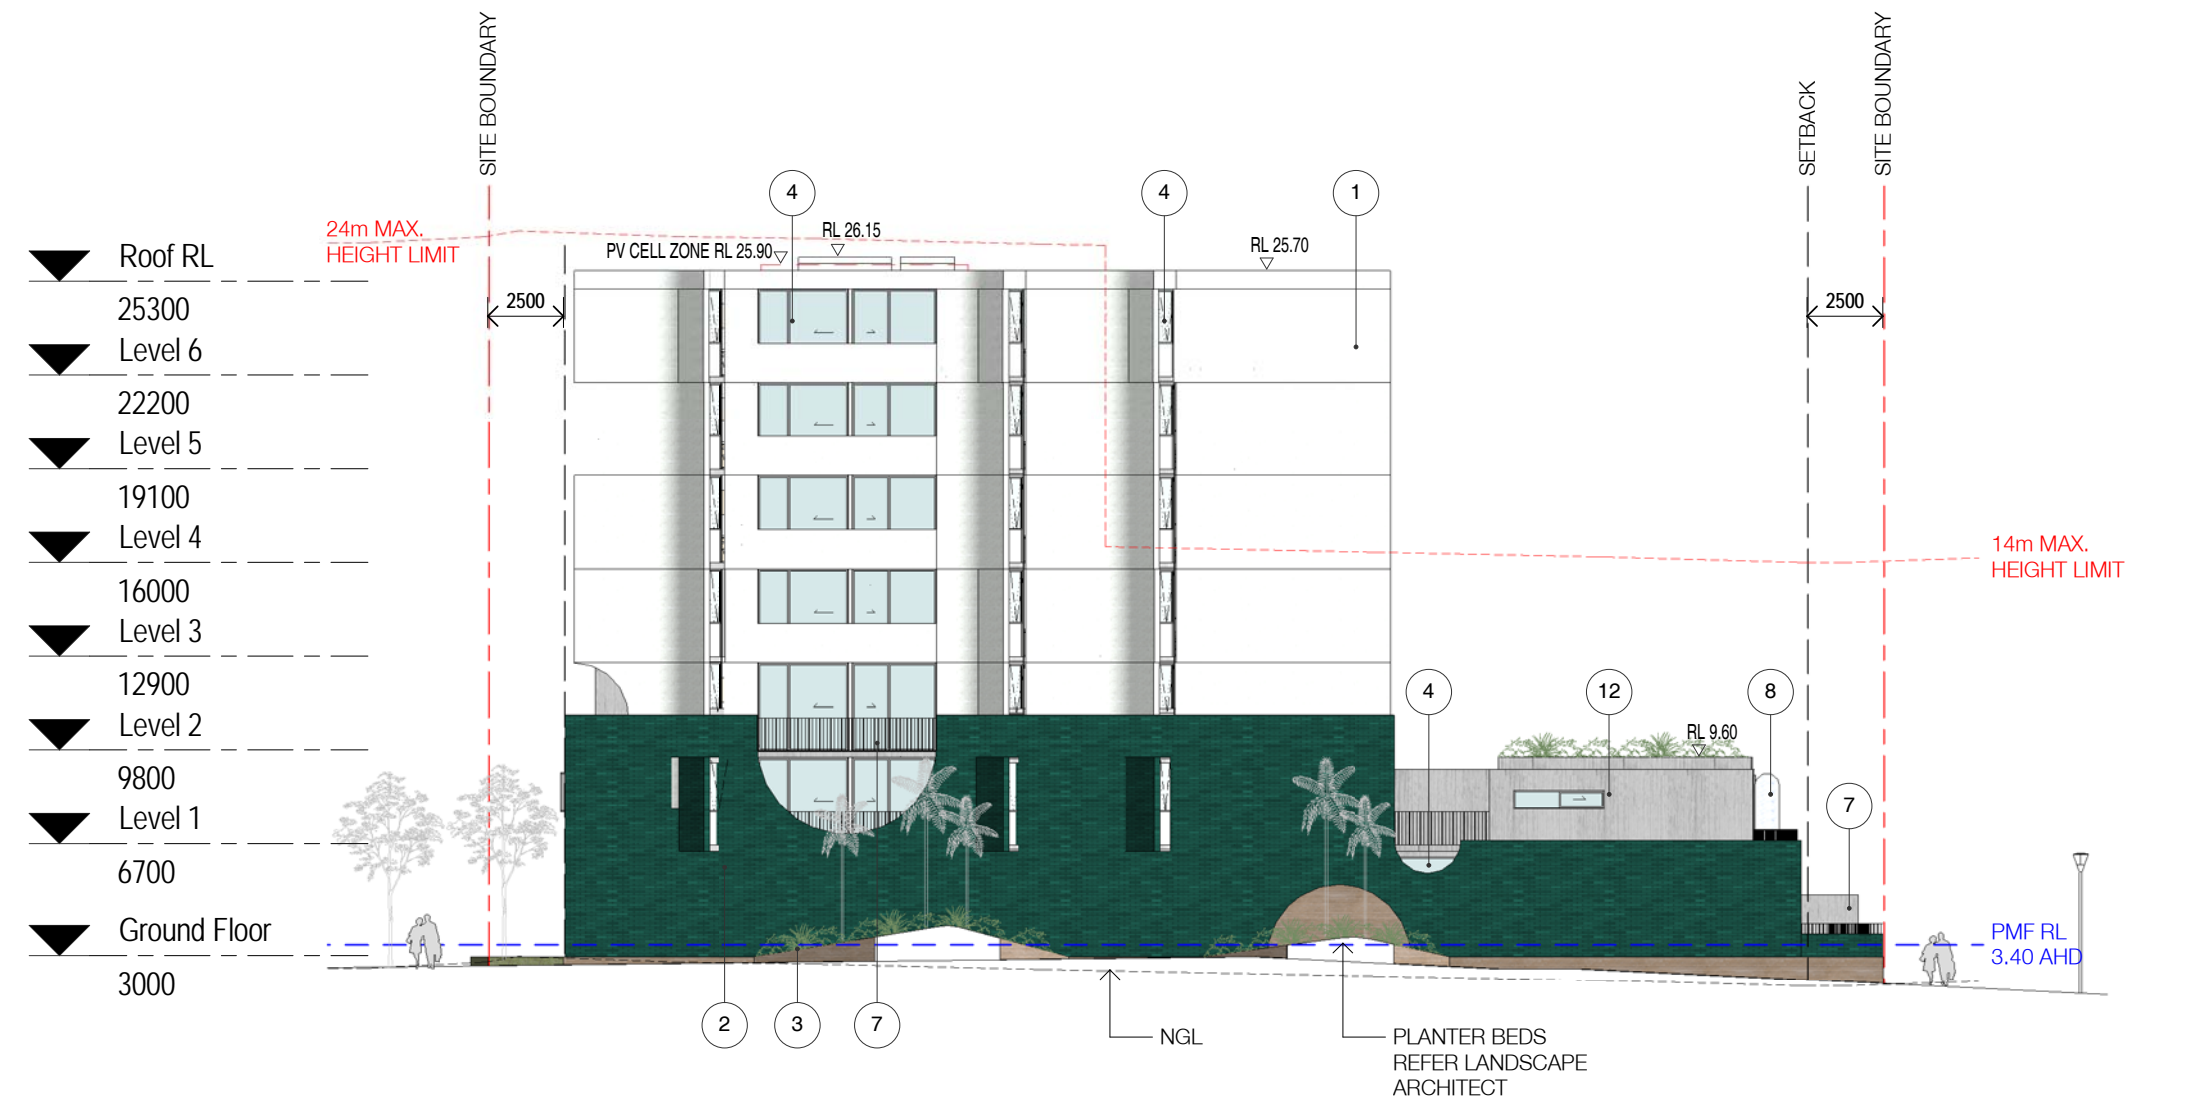 SITE BOUNDARY
SETBACK
SITE BOUNDARY
24m MAX.
HEIGHT LIMIT
4
4
1
RL 26.15
PV CELL ZONE RL 25.90
RL 25.70
2500
2500
Roof RL
25300
Level 6
22200
Level 5
19100
Level 4
16000
Level 3
12900
Level 2
9800
Level 1
6700
Ground Floor
3000
14m MAX.
HEIGHT LIMIT
4
12
8
RL 9.60
7
PMF RL
3.40 AHD
2
3
7
NGL
PLANTER BEDS
REFER LANDSCAPE
ARCHITECT